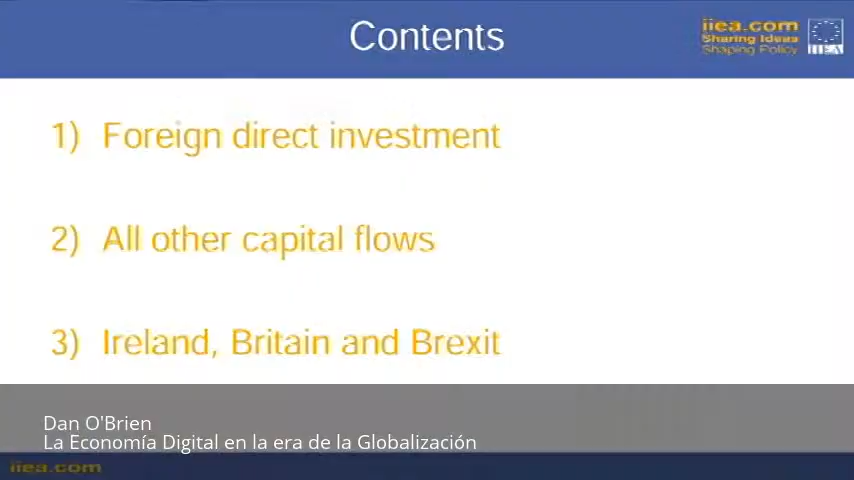 Contents
iiea.com
Sharing Ideas
Shaping Policy
IIEA
1) Foreign direct investment
2) All other capital flows
3) Ireland, Britain and Brexit
Dan O'Brien
La Economía Digital en la era de la Globalización
iiea.com